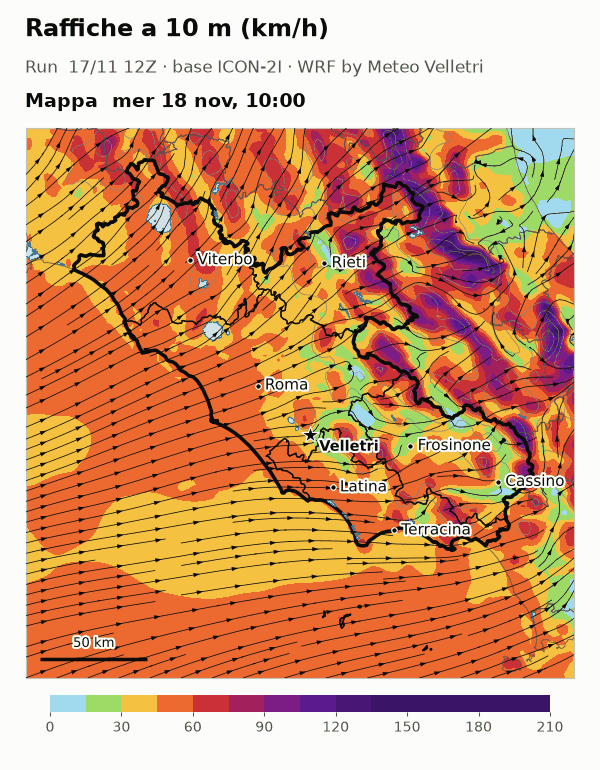 Raffiche a 10 m (km/h)
Run  17/11 12Z · base ICON-2I · WRF by Meteo Velletri
Mappa  mer 18 nov, 10:00
Viterbo
Rieti
Roma
Velletri
Frosinone
Cassino
Latina
Terracina
50 km
0 30 60 90 120 150 180 210